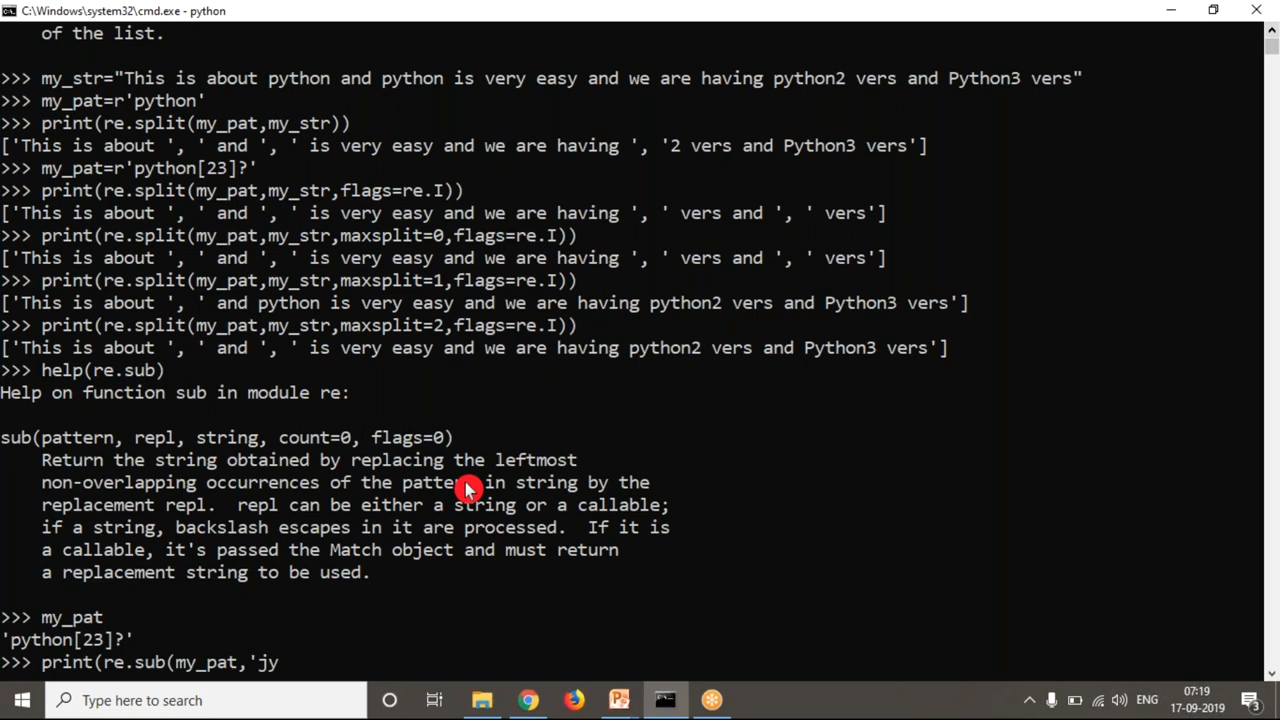 C:\Windows\system32\cmd.exe - python
of the list.
>>> my_str="This is about python and python is very easy and we are having python2 vers and Python3 vers"
>>> my_pat=r'python'
>>> print(re.split(my_pat,my_str))
['This is about ', ' and ', ' is very easy and we are having ', '2 vers and Python3 vers']
>>> my_pat=r'python[23]?'
>>> print(re.split(my_pat,my_str,flags=re.I))
['This is about ', ' and ', ' is very easy and we are having ', ' vers and ', ' vers']
>>> print(re.split(my_pat,my_str,maxsplit=0,flags=re.I))
['This is about ', ' and ', ' is very easy and we are having ', ' vers and ', ' vers']
>>> print(re.split(my_pat,my_str,maxsplit=1,flags=re.I))
['This is about ', ' and python is very easy and we are having python2 vers and Python3 vers']
>>> print(re.split(my_pat,my_str,maxsplit=2,flags=re.I))
['This is about ', ' and ', ' is very easy and we are having python2 vers and Python3 vers']
>>> help(re.sub)
Help on function sub in module re:
sub(pattern, repl, string, count=0, flags=0)
Return the string obtained by replacing the leftmost
non-overlapping occurrences of the pattern in string by the
replacement repl.  repl can be either a string or a callable;
if a string, backslash escapes in it are processed.  If it is
a callable, it's passed the Match object and must return
a replacement string to be used.
>>> my_pat
'python[23]?'
>>> print(re.sub(my_pat,'jy
Type here to search
ENG
07:19
17-09-2019
3